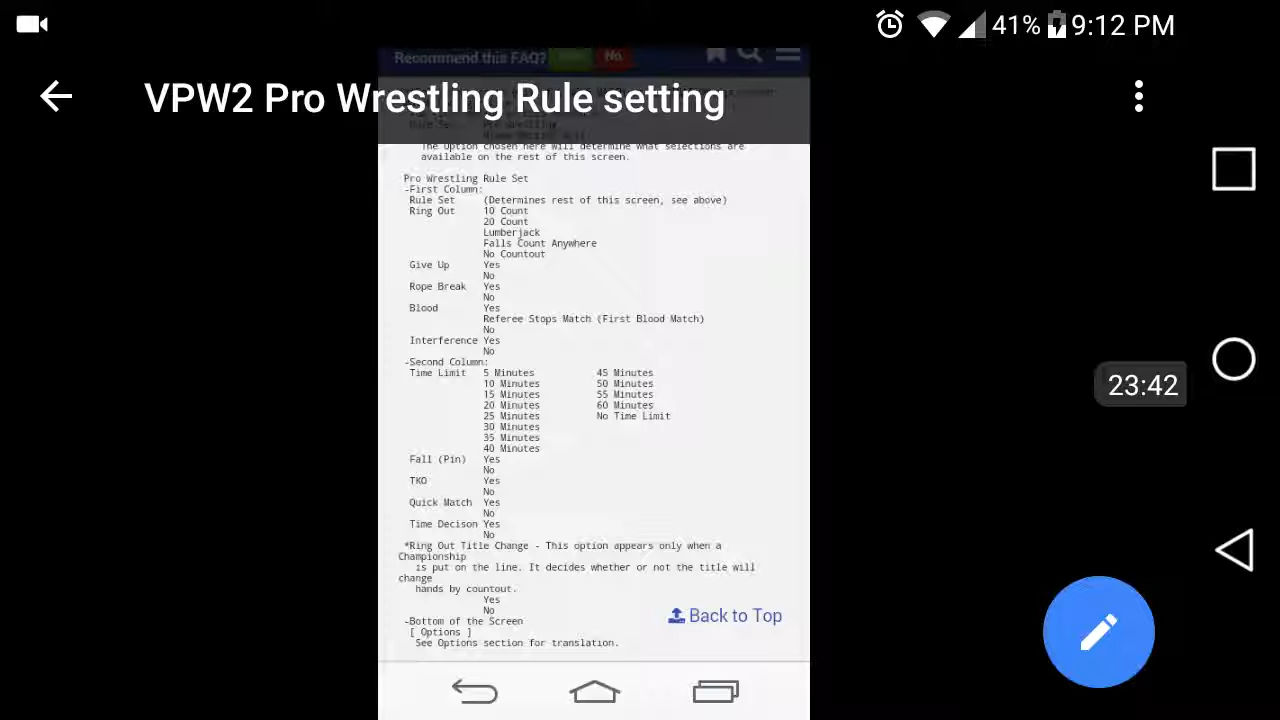 41% 9:12 PM
Recommend this FAQ? No
VPW2 Pro Wrestling Rule setting
The Option chosen here will determine what selections are
available on the rest of this screen.
Pro Wrestling Rule Set
-First Column:
Rule Set (Determines rest of this screen, see above)
Ring Out 10 Count
20 Count
Lumberjack
Falls Count Anywhere
No Countout
Give Up Yes
No
Rope Break Yes
No
Blood Yes
Referee Stops Match (First Blood Match)
No
Interference Yes
No
-Second Column:
Time Limit 5 Minutes 45 Minutes
10 Minutes 50 Minutes
15 Minutes 55 Minutes
20 Minutes 60 Minutes
25 Minutes No Time Limit
30 Minutes
35 Minutes
40 Minutes
Fall (Pin) Yes
No
TKO Yes
No
Quick Match Yes
No
Time Decison Yes
No
*Ring Out Title Change - This option appears only when a
Championship
is put on the line. It decides whether or not the title will
change
hands by countout.
Yes
No
-Bottom of the Screen
[ Options ]
See Options section for translation.
Back to Top
23:42